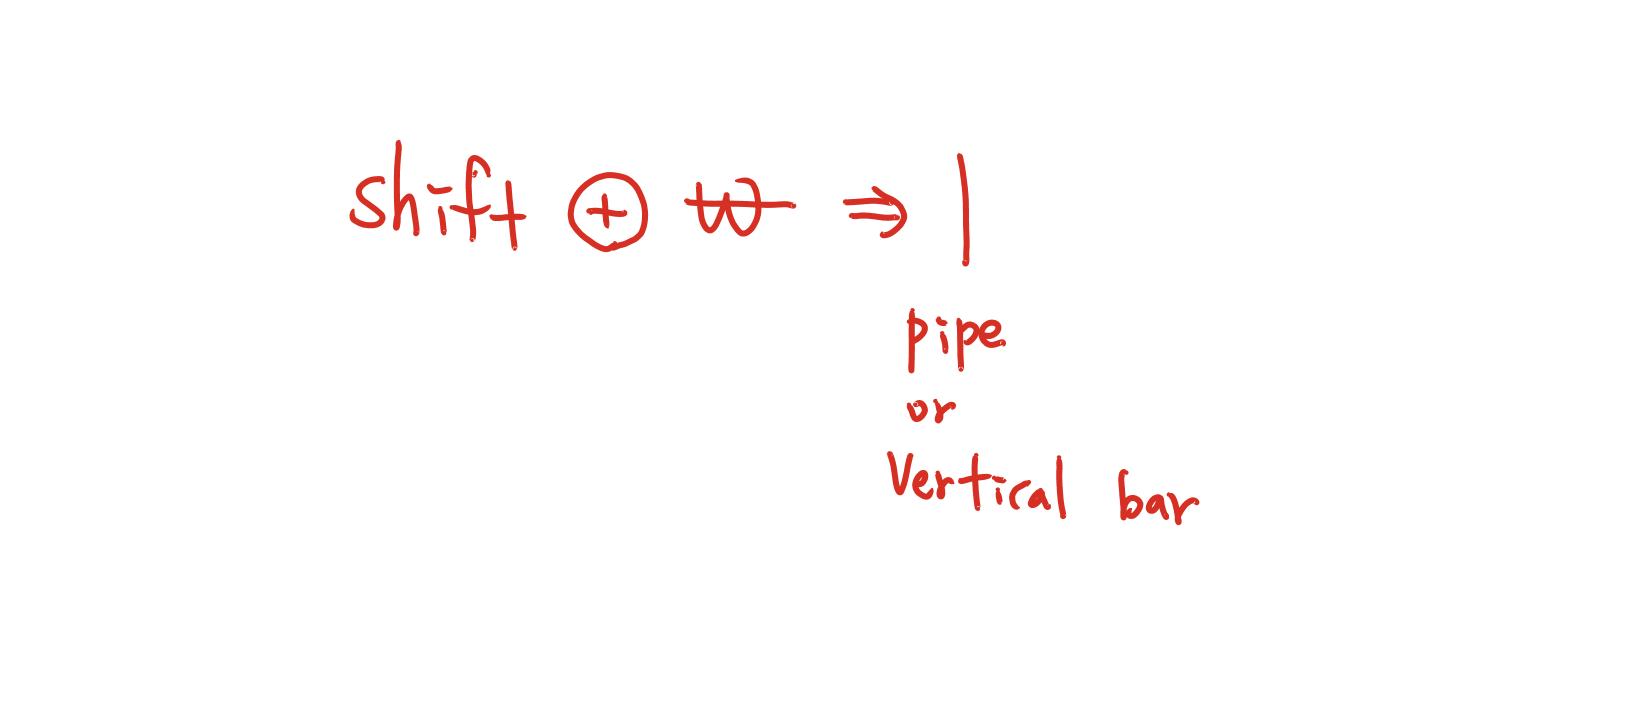 shift ⊕ ₩ ⇒ |
pipe
or
Vertical bar